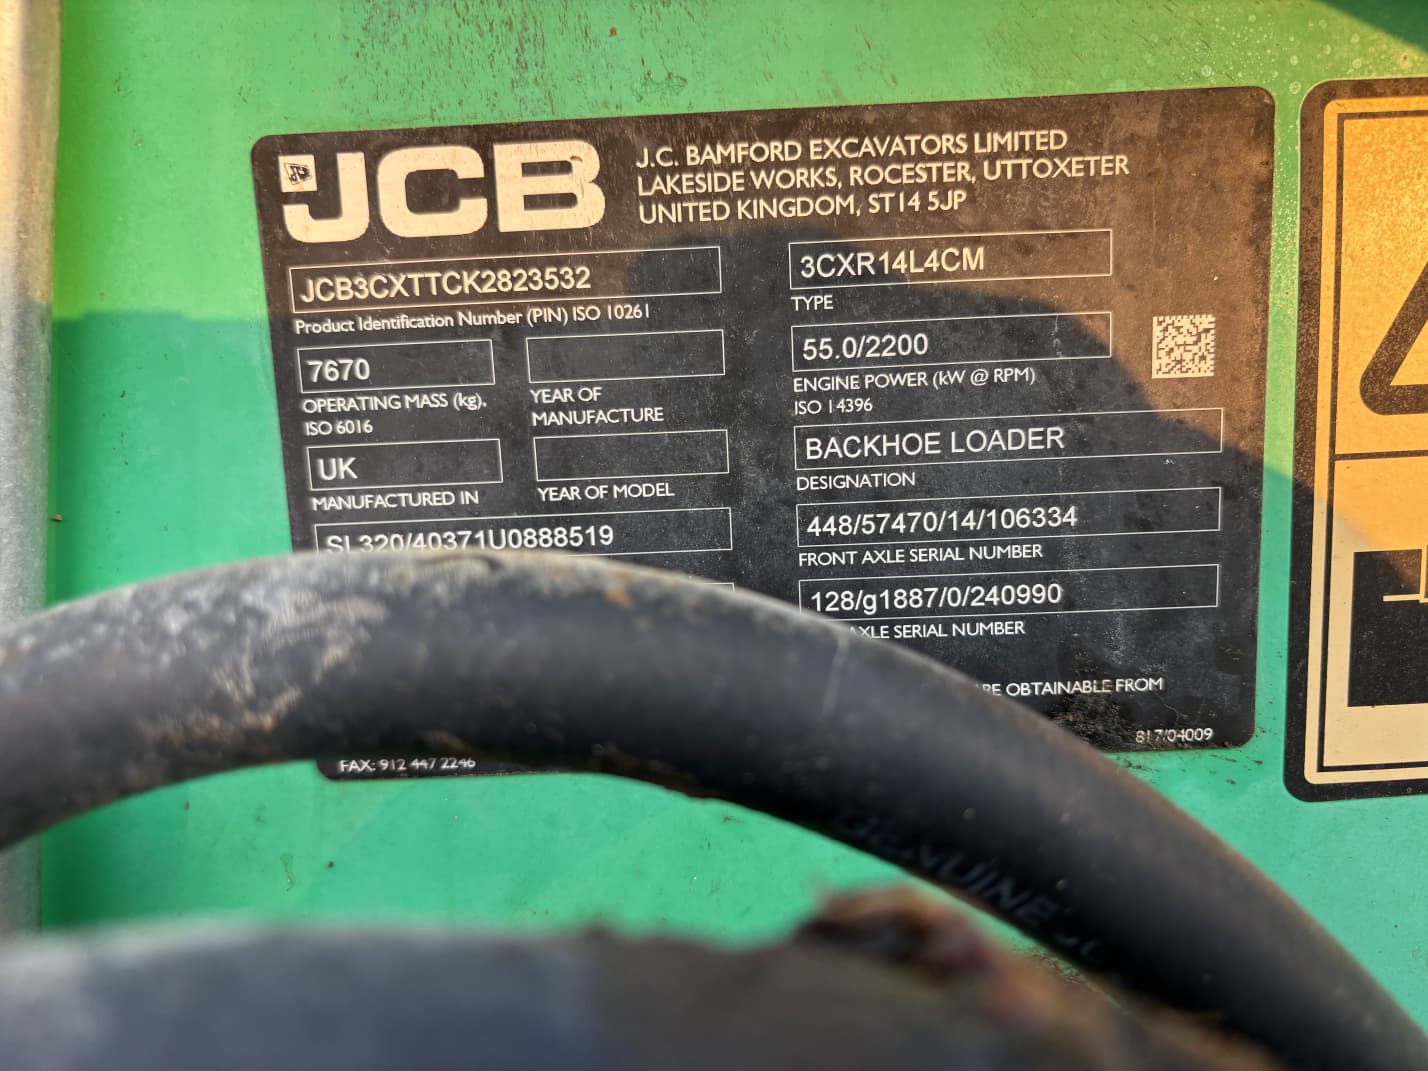 JCB
J.C. BAMFORD EXCAVATORS LIMITED
LAKESIDE WORKS, ROCESTER, UTTOXETER
UNITED KINGDOM, ST14 5JP
JCB3CXTTCK2823532
Product Identification Number (PIN) ISO 10261
3CXR14L4CM
TYPE
7670
OPERATING MASS (kg),
ISO 6016
YEAR OF
MANUFACTURE
55.0/2200
ENGINE POWER (kW @ RPM)
ISO 14396
UK
MANUFACTURED IN
YEAR OF MODEL
BACKHOE LOADER
DESIGNATION
SL320/40371U0888519
448/57470/14/106334
FRONT AXLE SERIAL NUMBER
128/g1887/0/240990
AXLE SERIAL NUMBER
OBTAINABLE FROM
817/04009
FAX: 912 447 2246
GENUINE